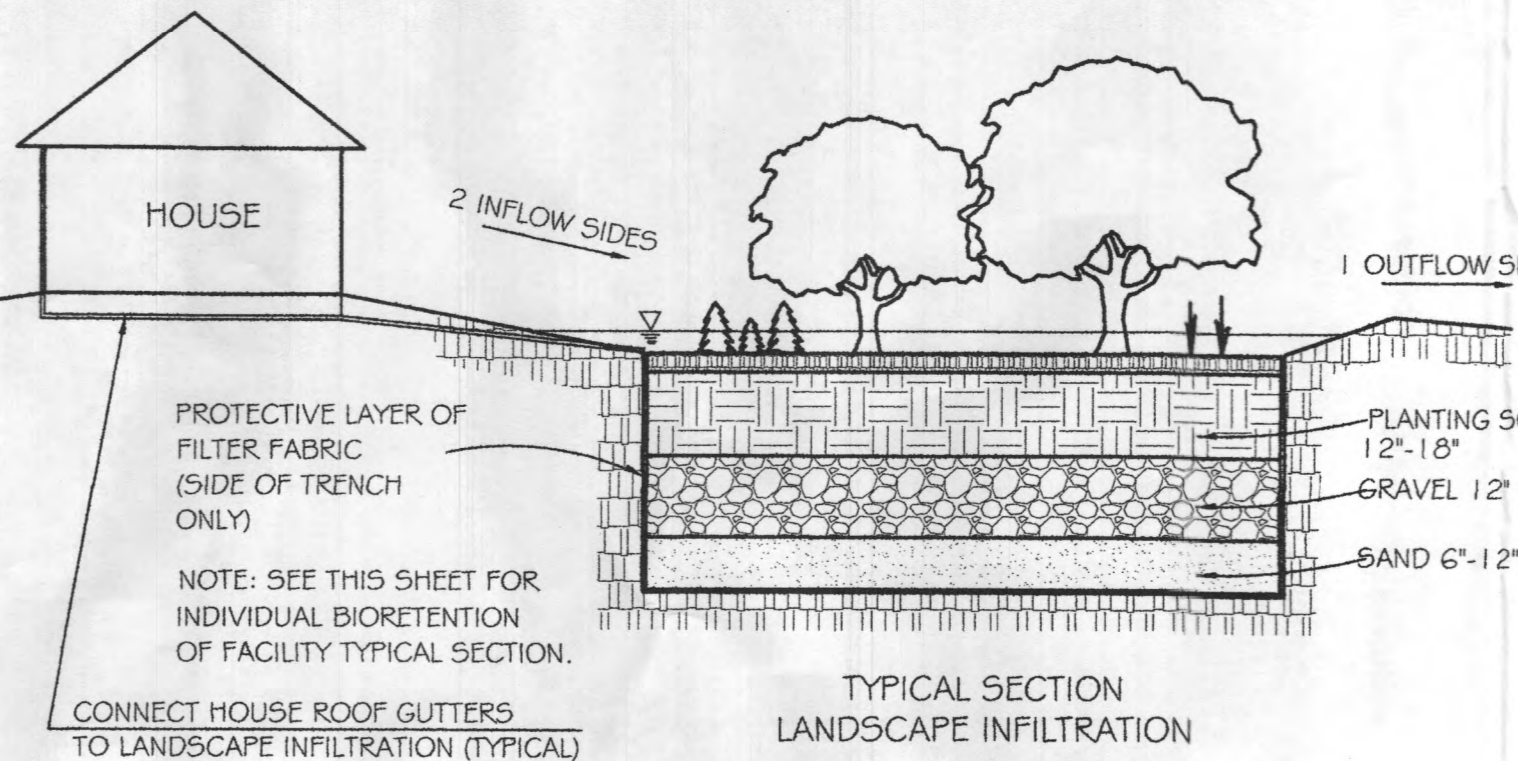 HOUSE
2 INFLOW SIDES
1 OUTFLOW
PROTECTIVE LAYER OF
FILTER FABRIC
(SIDE OF TRENCH
ONLY)
NOTE: SEE THIS SHEET FOR
INDIVIDUAL BIORETENTION
OF FACILITY TYPICAL SECTION.
CONNECT HOUSE ROOF GUTTERS
TO LANDSCAPE INFILTRATION (TYPICAL)
PLANTING
12"-18"
GRAVEL 12"
SAND 6"-12"
TYPICAL SECTION
LANDSCAPE INFILTRATION